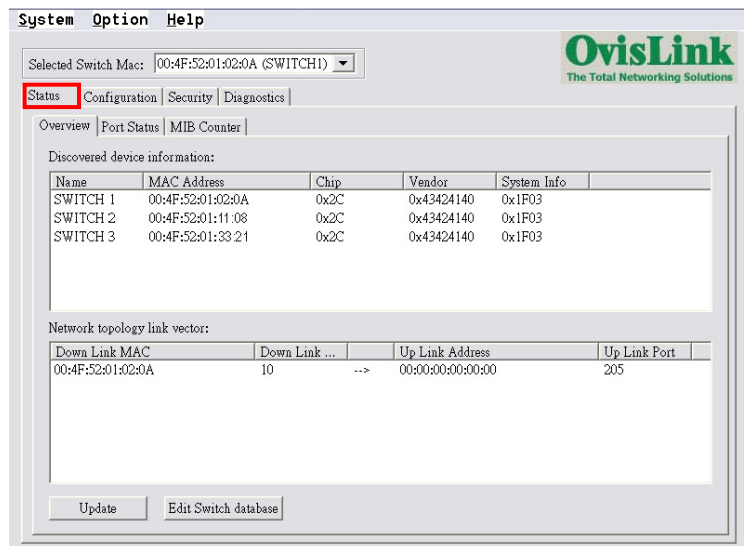 System Option Help
OvisLink
The Total Networking Solutions
Selected Switch Mac: 00:4F:52:01:02:0A (SWITCH1)
Status Configuration Security Diagnostics
Overview Port Status MIB Counter
Discovered device information:
Name MAC Address Chip Vendor System Info
SWITCH 1 00:4F:52:01:02:0A 0x2C 0x43424140 0x1F03
SWITCH 2 00:4F:52:01:11:08 0x2C 0x43424140 0x1F03
SWITCH 3 00:4F:52:01:33:21 0x2C 0x43424140 0x1F03
Network topology link vector:
Down Link MAC Down Link ... Up Link Address Up Link Port
00:4F:52:01:02:0A 10 --> 00:00:00:00:00:00 205
Update Edit Switch database